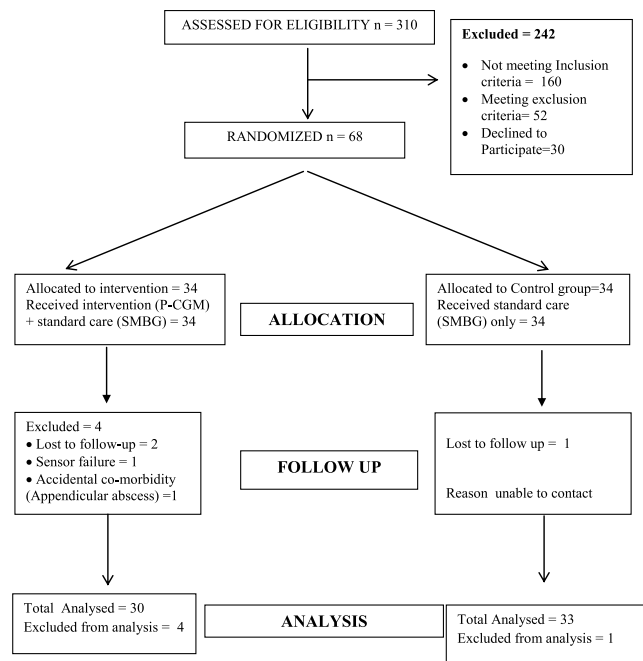 ASSESSED FOR ELIGIBILITY n = 310
Excluded = 242
• Not meeting Inclusion
criteria = 160
• Meeting exclusion
criteria= 52
• Declined to
Participate=30
RANDOMIZED n = 68
Allocated to intervention = 34
Received intervention (P-CGM)
+ standard care (SMBG) = 34
ALLOCATION
Allocated to Control group=34
Received standard care
(SMBG) only = 34
Excluded = 4
• Lost to follow-up = 2
• Sensor failure = 1
• Accidental co-morbidity
(Appendicular abscess) =1
FOLLOW UP
Lost to follow up = 1
Reason unable to contact
Total Analysed = 30
Excluded from analysis = 4
ANALYSIS
Total Analysed = 33
Excluded from analysis = 1